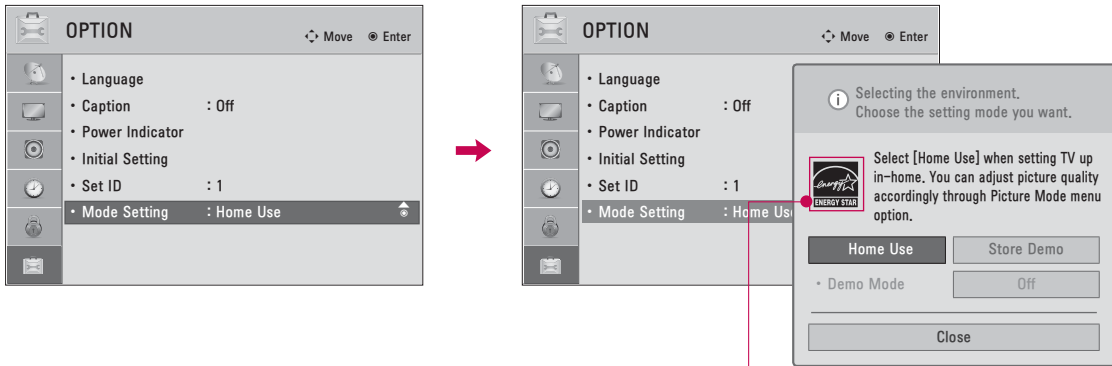 OPTION
Move Enter
• Language
• Caption : Off
• Power Indicator
• Initial Setting
• Set ID : 1
• Mode Setting : Home Use
OPTION
Move Enter
• Language
• Caption : Off
• Power Indicator
• Initial Setting
• Set ID : 1
• Mode Setting : Home Use
i
Selecting the environment.
Choose the setting mode you want.
energy
ENERGY STAR
Select [Home Use] when setting TV up
in-home. You can adjust picture quality
accordingly through Picture Mode menu
option.
Home Use Store Demo
• Demo Mode Off
Close